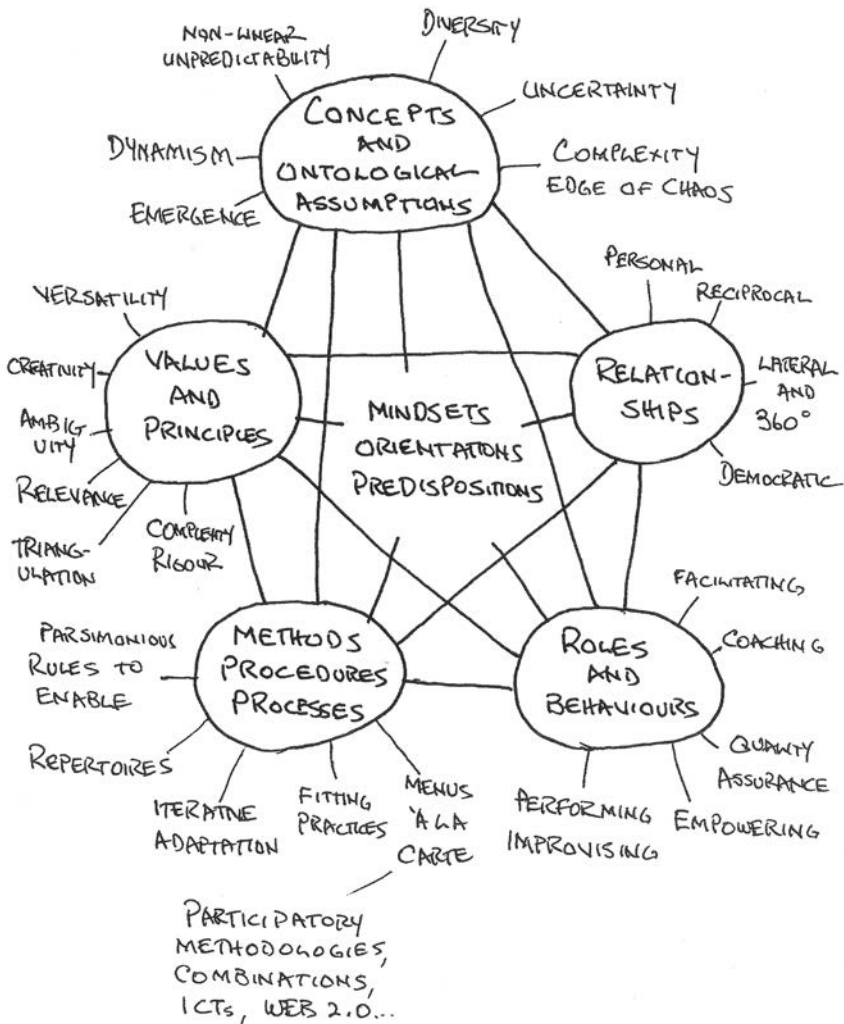 NON-LINEAR
UNPREDICTABILITY
DIVERSITY
UNCERTAINTY
DYNAMISM
EMERGENCE
COMPLEXITY
EDGE OF CHAOS
CONCEPTS
AND
ONTOLOGICAL
ASSUMPTIONS
VERSATILITY
CREATIVITY
AMBIG
UITY
RELEVANCE
TRIANG-
ULATION
COMPLEXITY
RIGOUR
VALUES
AND
PRINCIPLES
MINDSETS
ORIENTATIONS
PREDISPOSITIONS
PERSONAL
RECIPROCAL
LATERAL
AND
360°
DEMOCRATIC
RELATION-
SHIPS
PARSIMONIOUS
RULES TO
ENABLE
REPERTOIRES
ITERATIVE
ADAPTATION
FITTING
PRACTICES
MENUS
'A LA
CARTE
METHODS
PROCEDURES
PROCESSES
PARTICIPATORY
METHODOLOGIES,
COMBINATIONS,
ICTs, WEB 2.0...
ROLES
AND
BEHAVIOURS
FACILITATING
COACHING
QUALITY
ASSURANCE
EMPOWERING
PERFORMING
IMPROVISING